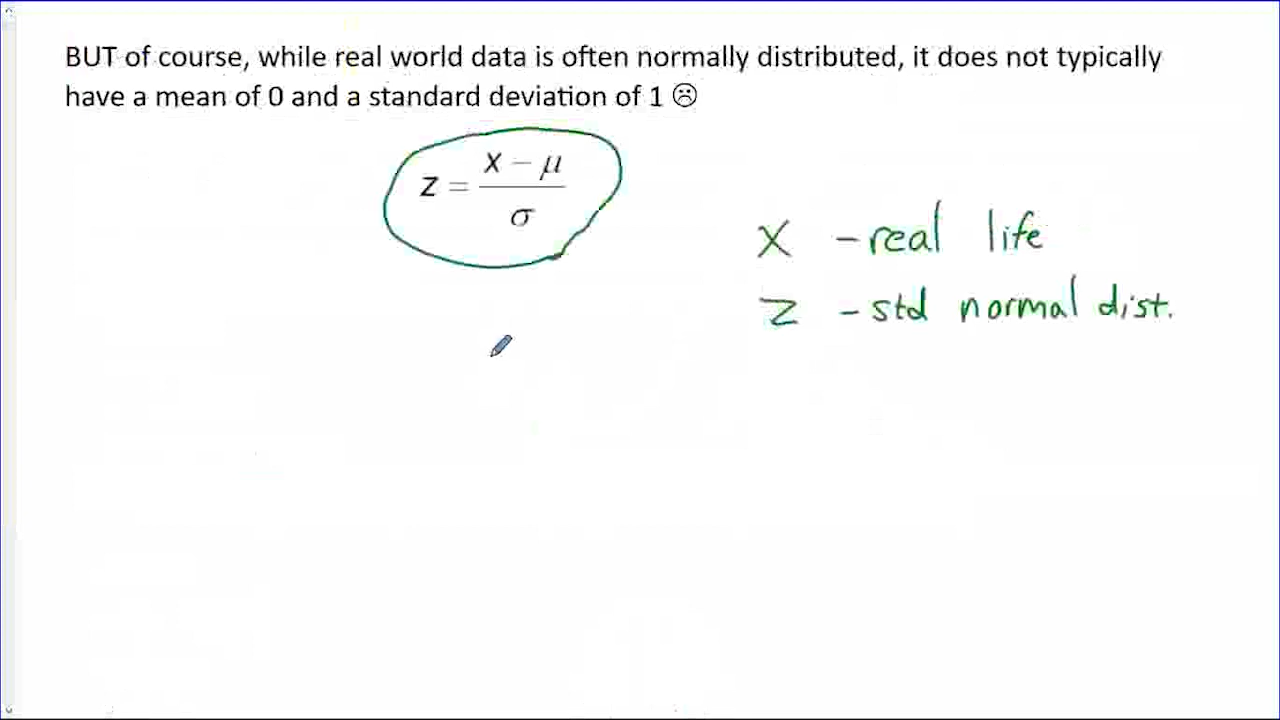 BUT of course, while real world data is often normally distributed, it does not typically
have a mean of 0 and a standard deviation of 1 ☹
z = (x − μ) / σ
x - real life
z - std normal dist.